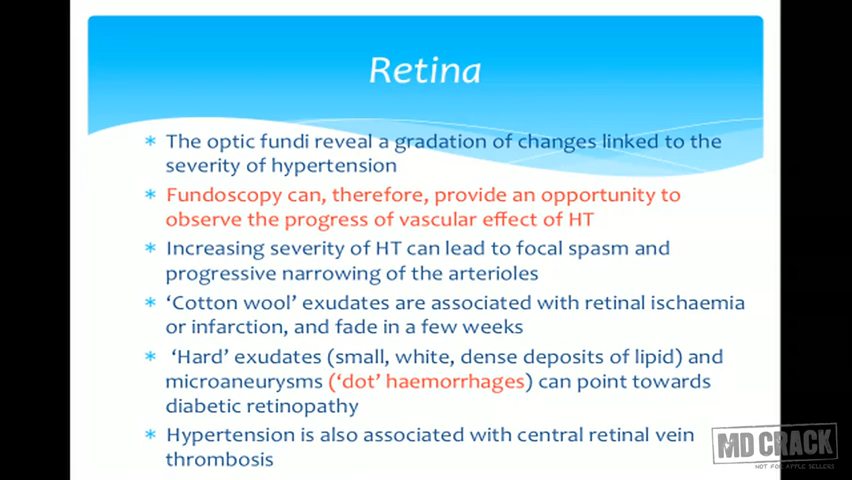 Retina
* The optic fundi reveal a gradation of changes linked to the
severity of hypertension
* Fundoscopy can, therefore, provide an opportunity to
observe the progress of vascular effect of HT
* Increasing severity of HT can lead to focal spasm and
progressive narrowing of the arterioles
* ‘Cotton wool’ exudates are associated with retinal ischaemia
or infarction, and fade in a few weeks
* ‘Hard’ exudates (small, white, dense deposits of lipid) and
microaneurysms (‘dot’ haemorrhages) can point towards
diabetic retinopathy
* Hypertension is also associated with central retinal vein
thrombosis
MD CRACK
NOT FOR APPLE SELLERS